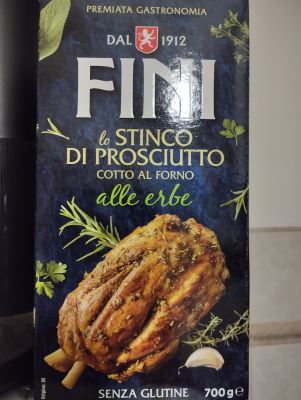 PREMIATA GASTRONOMIA
DAL 1912
FINI
lo STINCO
DI PROSCIUTTO
COTTO AL FORNO
alle erbe
SENZA GLUTINE 700g e